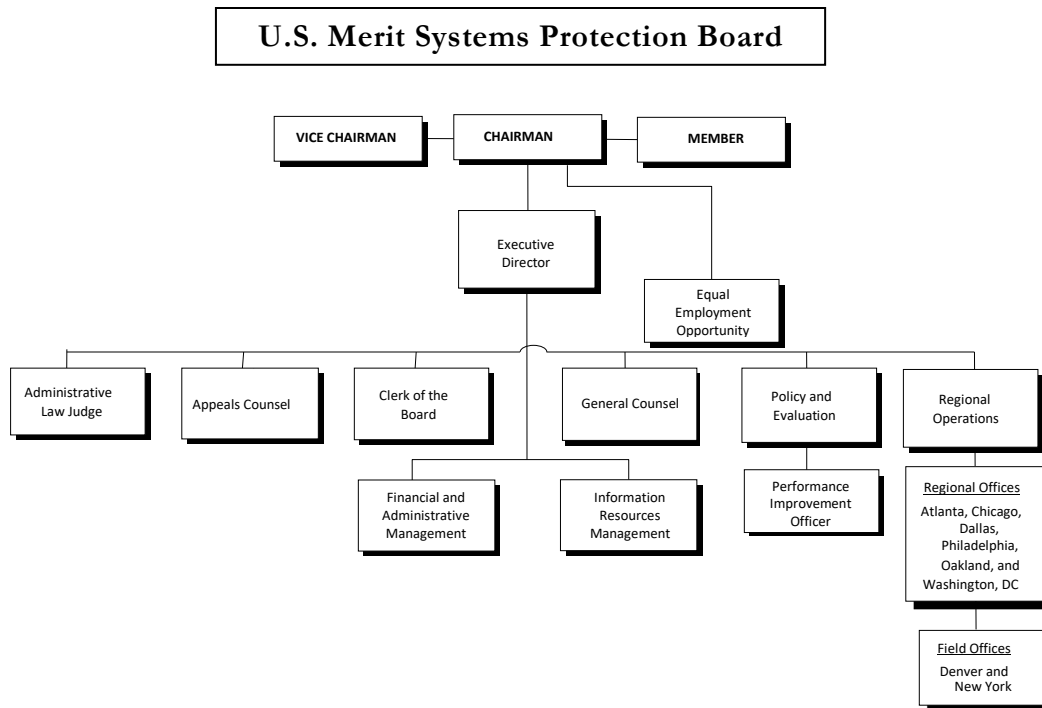 U.S. Merit Systems Protection Board
VICE CHAIRMAN
CHAIRMAN
MEMBER
Executive
Director
Equal
Employment
Opportunity
Administrative
Law Judge
Appeals Counsel
Clerk of the
Board
General Counsel
Policy and
Evaluation
Regional
Operations
Financial and
Administrative
Management
Information
Resources
Management
Performance
Improvement
Officer
Regional Offices
Atlanta, Chicago,
Dallas,
Philadelphia,
Oakland, and
Washington, DC
Field Offices
Denver and
New York